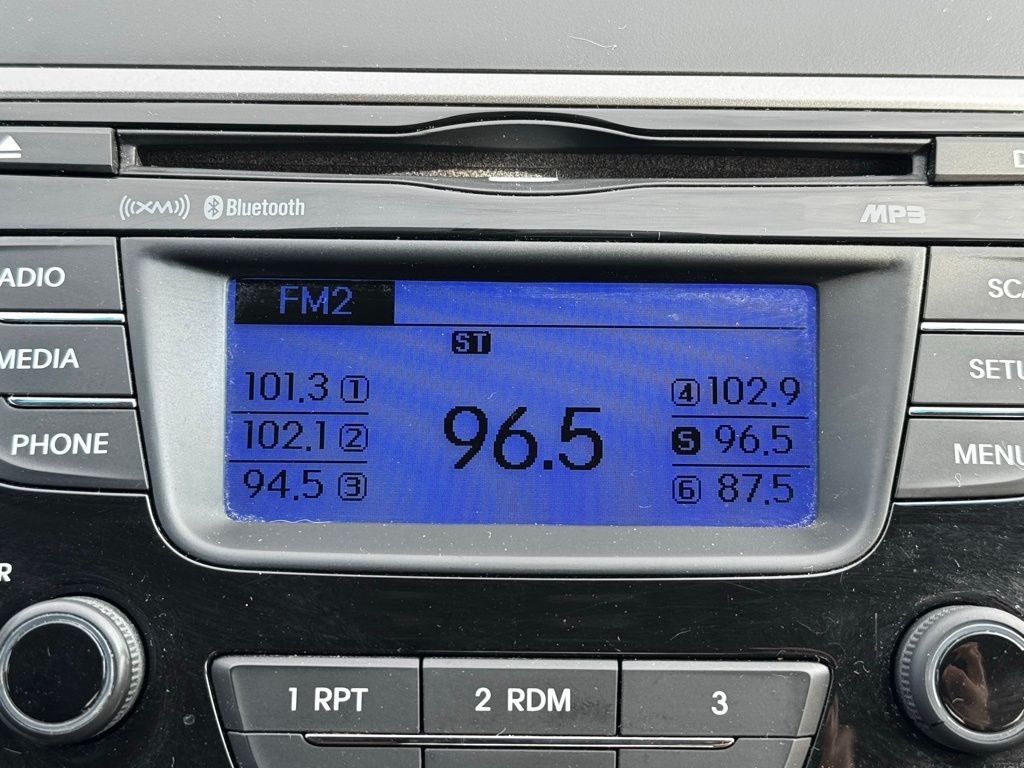 ((XM)) Bluetooth MP3
ADIO
SCA
FM2
ST
MEDIA
SETU
101.3 1
4 102.9
102.1 2
96.5
5 96.5
PHONE
MENU
94.5 3
6 87.5
R
1 RPT
2 RDM
3